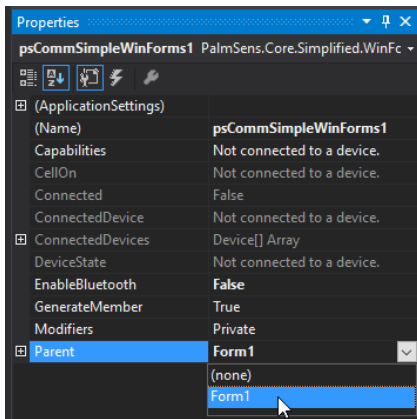 Properties
psCommSimpleWinForms1 PalmSens.Core.Simplified.WinFc
(ApplicationSettings)
(Name) psCommSimpleWinForms1
Capabilities Not connected to a device.
CellOn Not connected to a device.
Connected False
ConnectedDevice Not connected to a device.
ConnectedDevices Device[] Array
DeviceState Not connected to a device.
EnableBluetooth False
GenerateMember True
Modifiers Private
Parent Form1
(none)
Form1